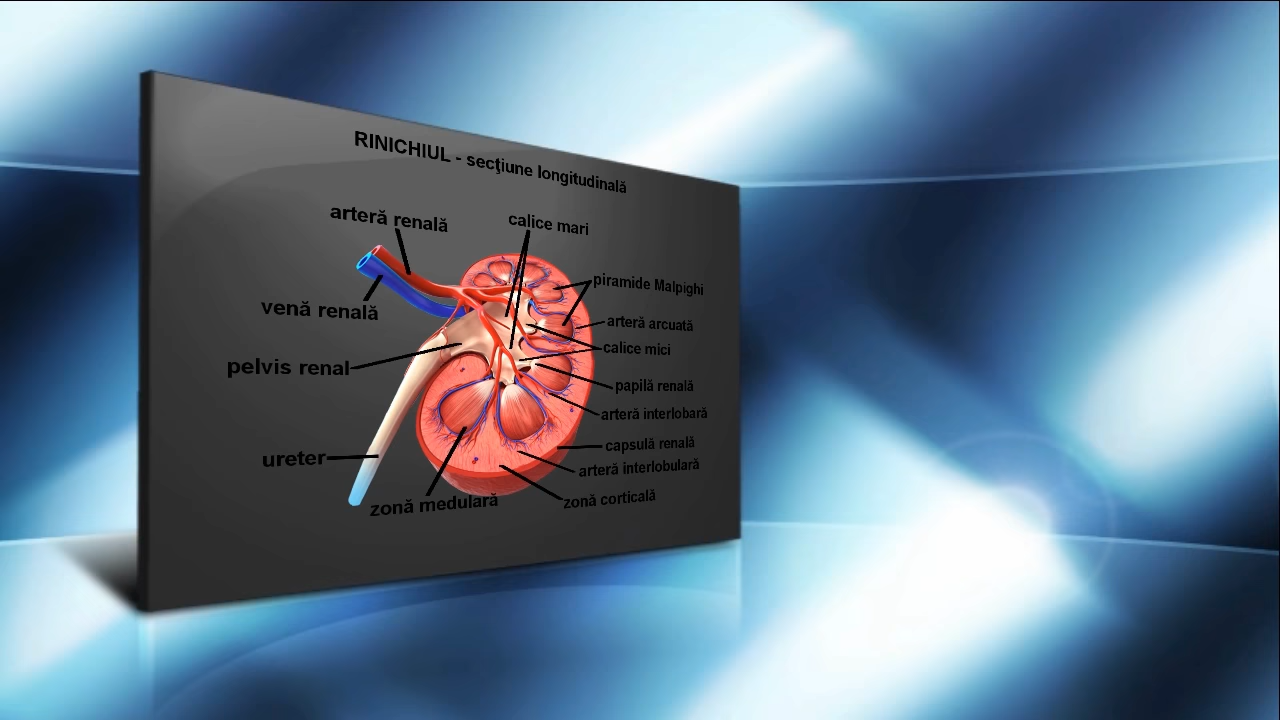 RINICHIUL - secţiune longitudinală
arteră renală
calice mari
piramide Malpighi
venă renală
arteră arcuată
calice mici
pelvis renal
papilă renală
arteră interlobară
capsulă renală
ureter
arteră interlobulară
zonă medulară
zonă corticală